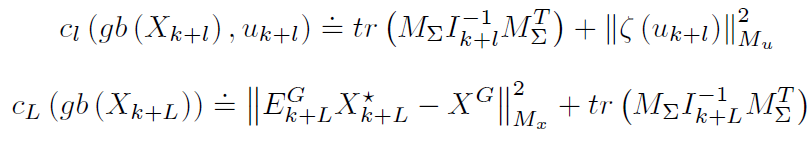 c_l (gb (X_{k+l}) , u_{k+l}) ≐ tr (M_Σ I_{k+l}^{-1} M_Σ^T) + ‖ζ (u_{k+l})‖_{M_u}^2
c_L (gb (X_{k+L})) ≐ ‖E_{k+L}^G X_{k+L}^⋆ − X^G‖_{M_x}^2 + tr (M_Σ I_{k+L}^{-1} M_Σ^T)